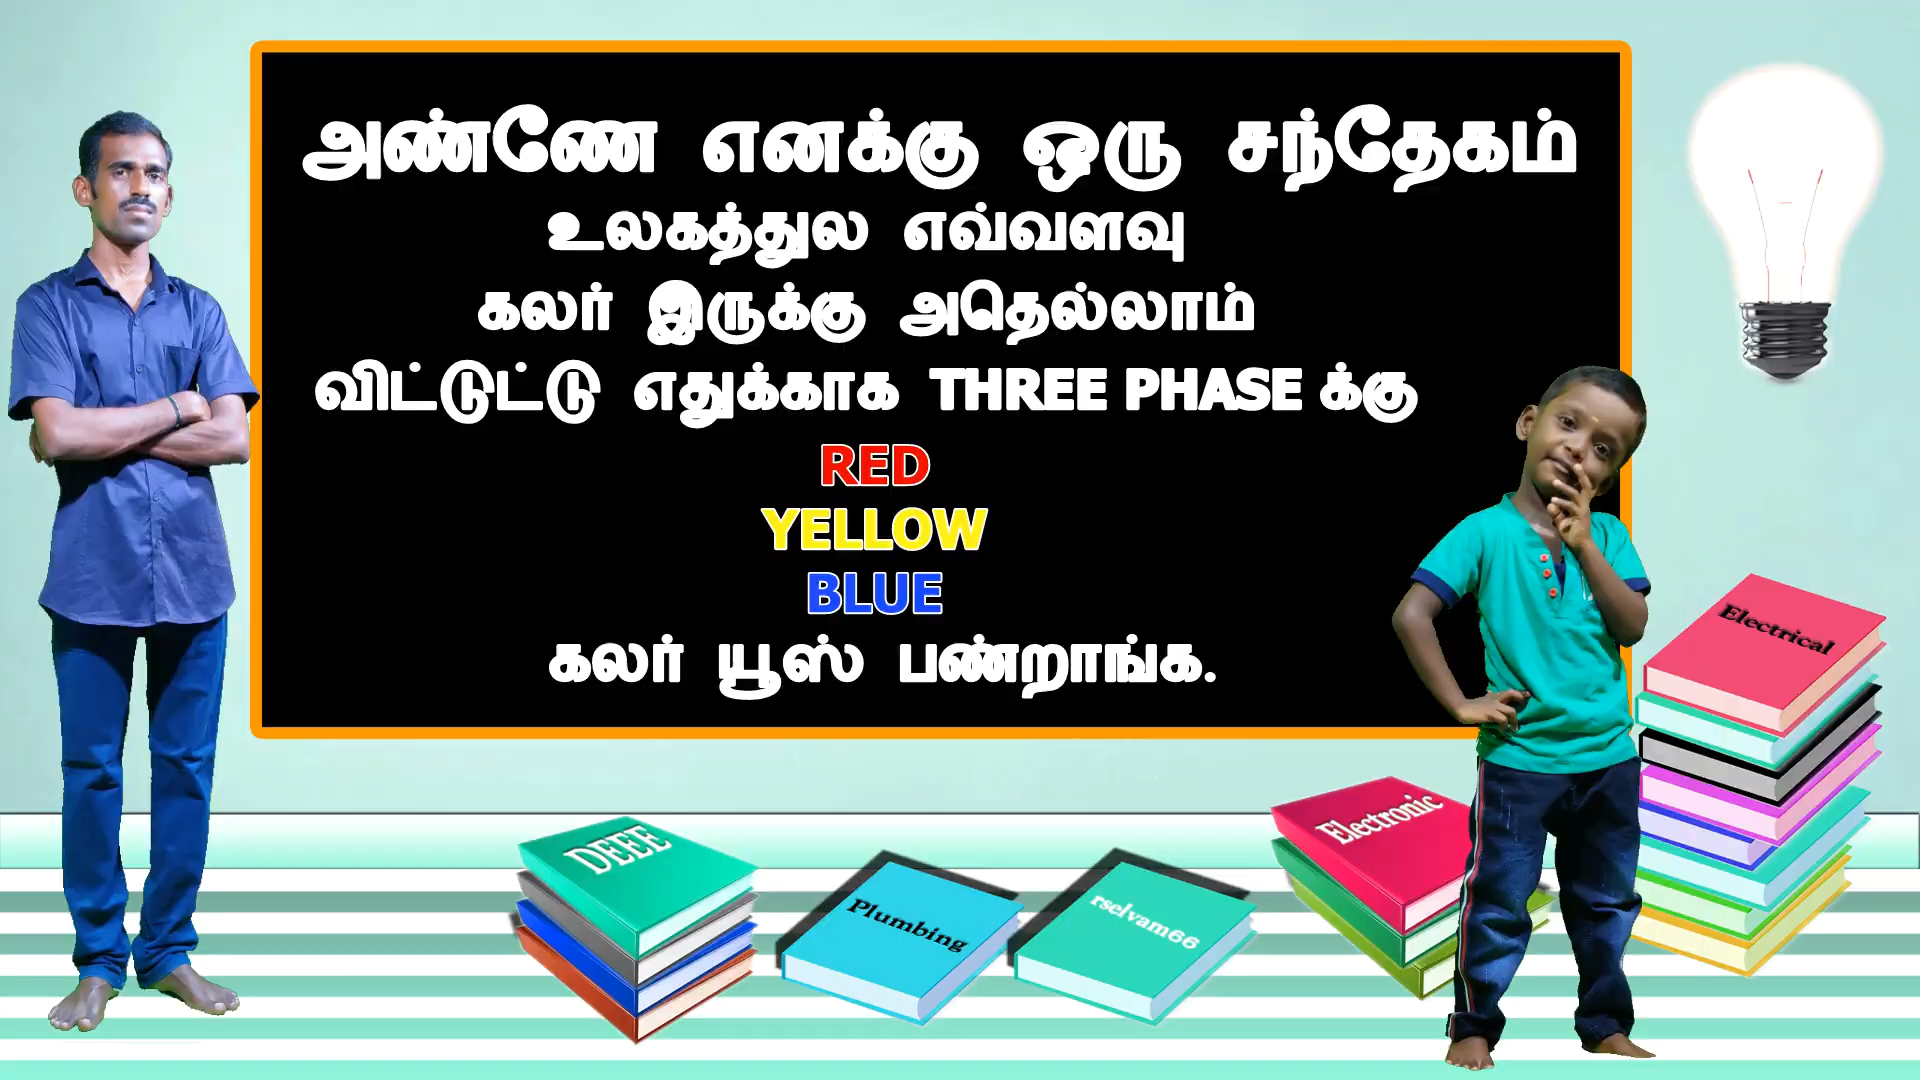 அண்ணே எனக்கு ஒரு சந்தேகம்
உலகத்துல எவ்வளவு
கலர் இருக்கு அதெல்லாம்
விட்டுட்டு எதுக்காக THREE PHASE க்கு
RED
YELLOW
BLUE
கலர் யூஸ் பண்றாங்க.
Electrical
Electronic
DEEE
Plumbing
rselvam66